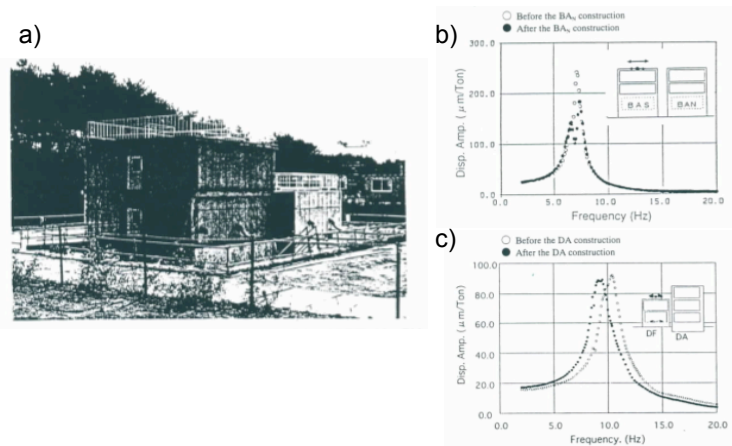 a)
b)
○ Before the BAN construction
● After the BAN construction
300.0
200.0
100.0
0.0
Disp. Amp. ( μm/Ton)
0.0 5.0 10.0 15.0 20.0
Frequency (Hz)
BAS BAN
c)
○ Before the DA construction
● After the DA construction
100.0
80.0
60.0
40.0
20.0
0.0
Disp. Amp. ( μm/Ton)
0.0 5.0 10.0 15.0 20.0
Frequency. (Hz)
DF DA